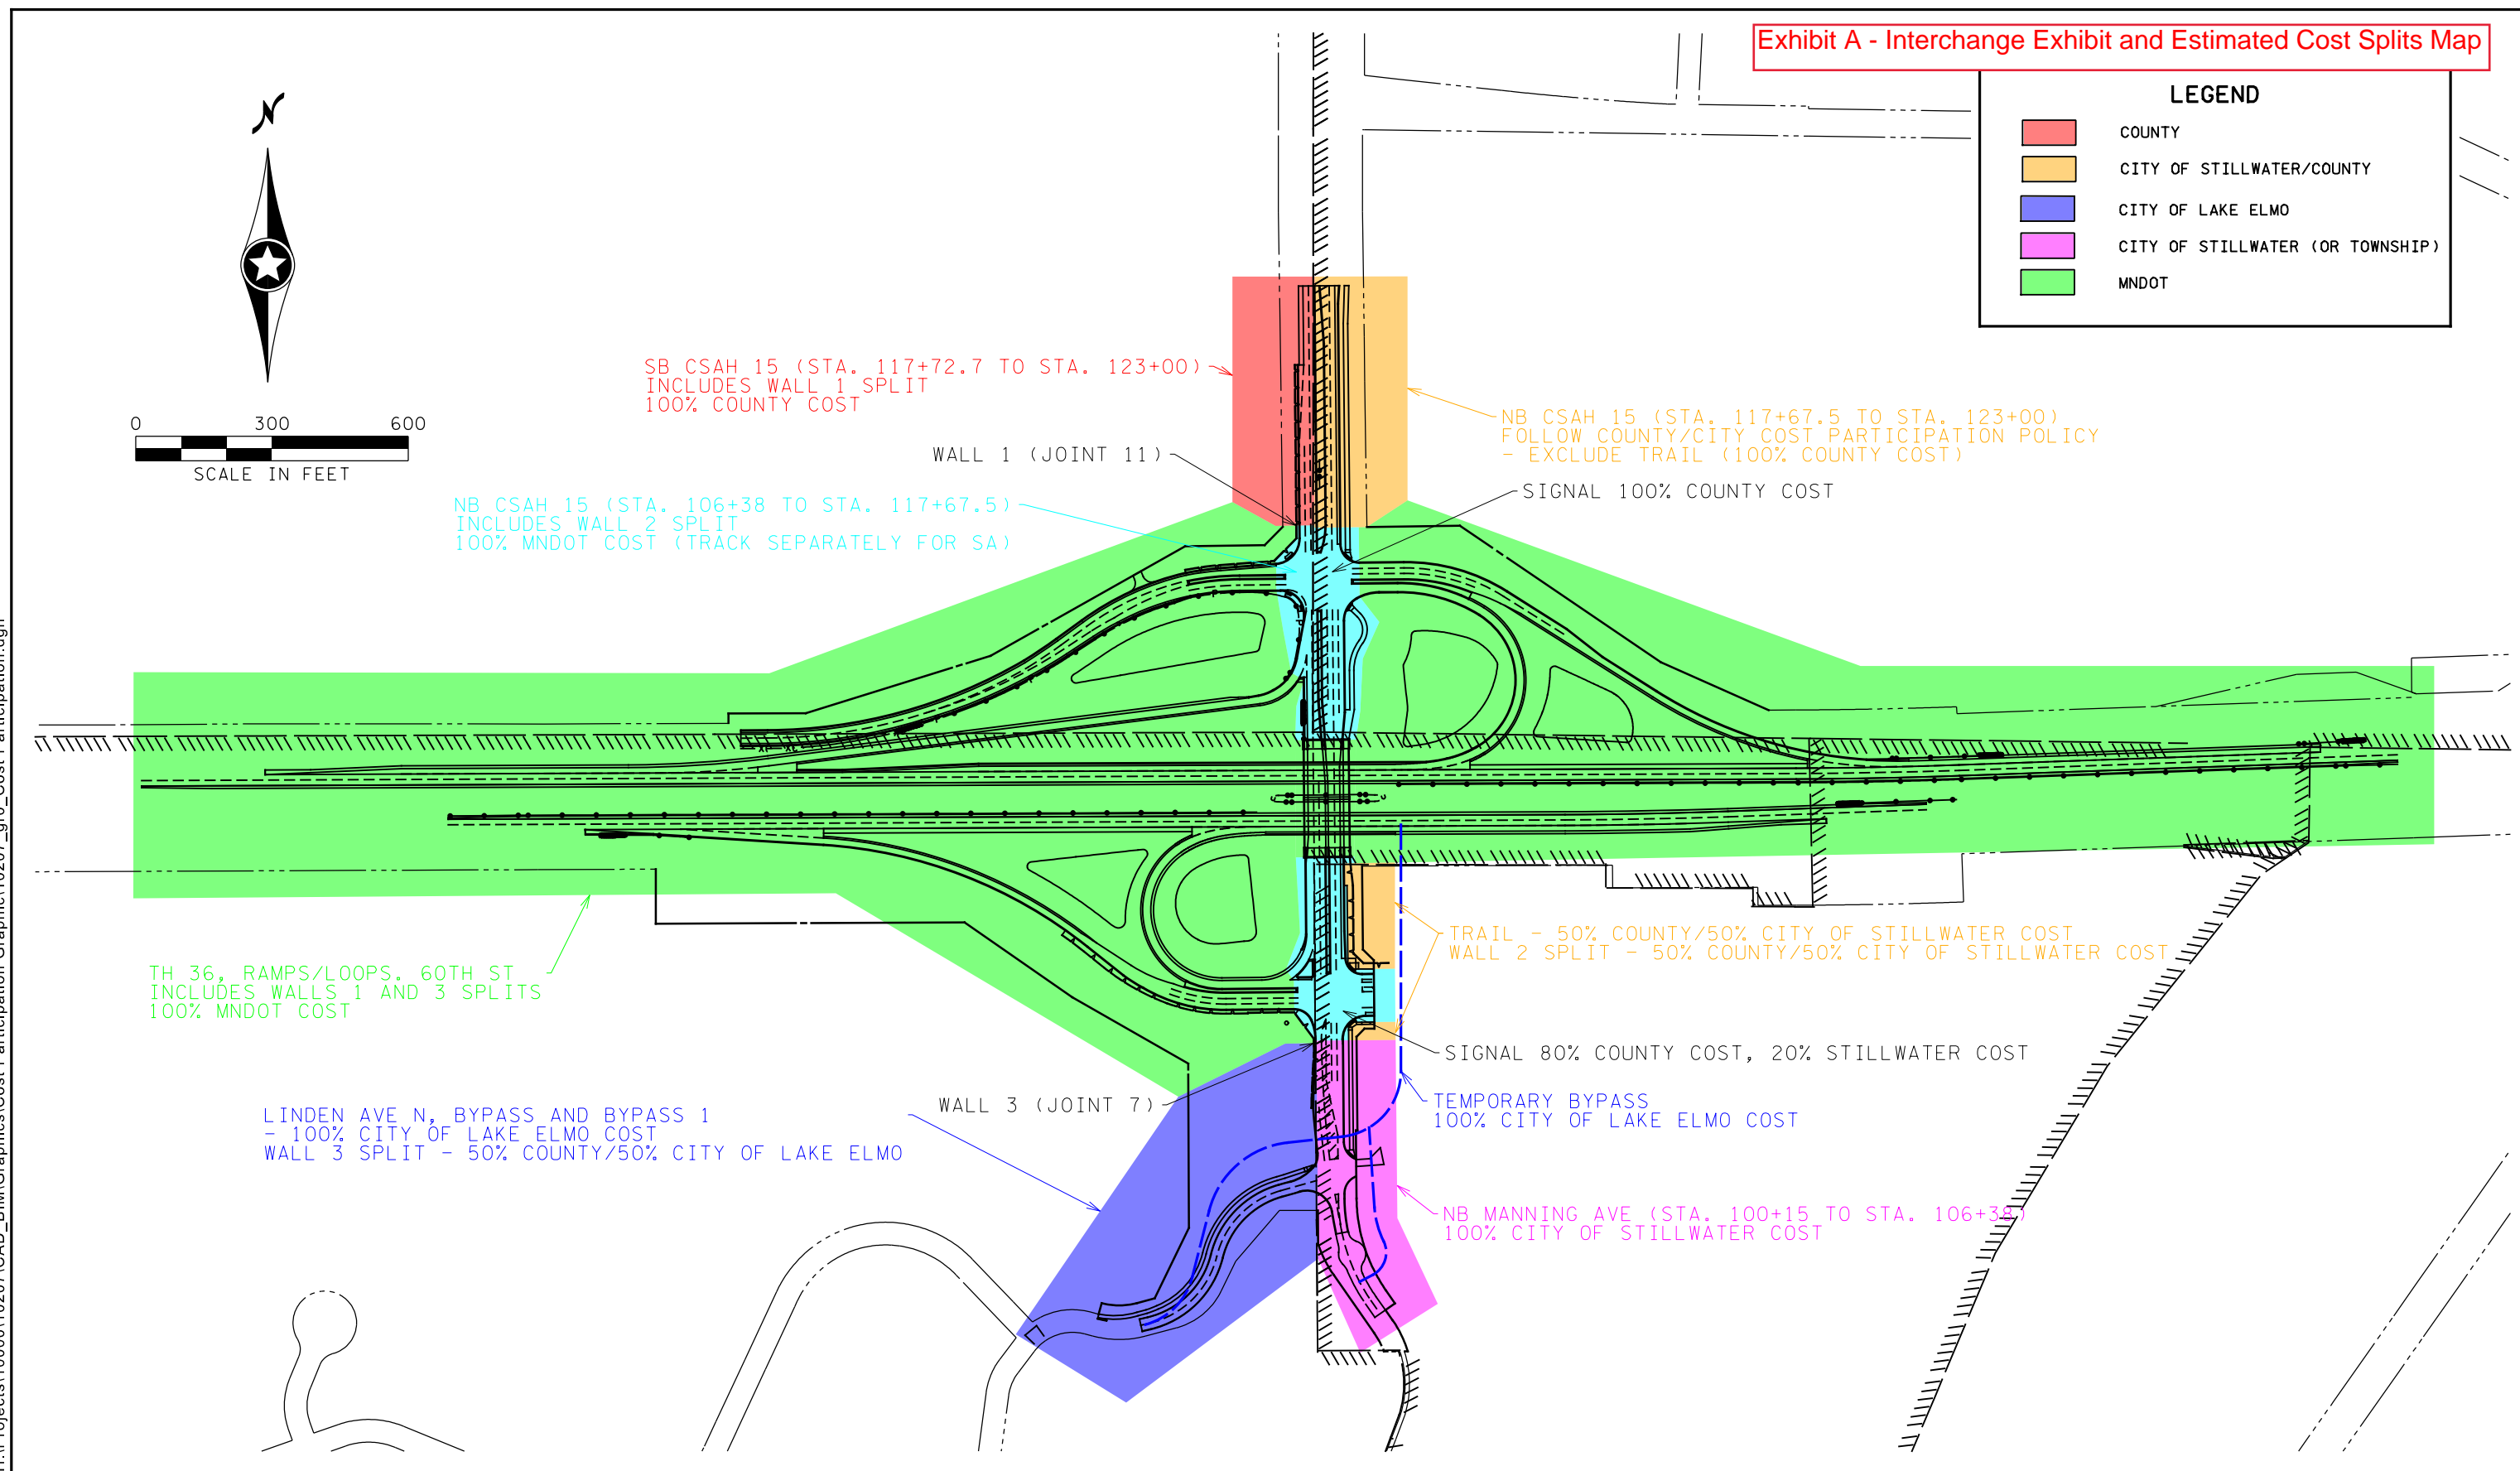 Exhibit A - Interchange Exhibit and Estimated Cost Splits Map
LEGEND
COUNTY
CITY OF STILLWATER/COUNTY
CITY OF LAKE ELMO
CITY OF STILLWATER (OR TOWNSHIP)
MNDOT
N
0 300 600
SCALE IN FEET
SB CSAH 15 (STA. 117+72.7 TO STA. 123+00)
INCLUDES WALL 1 SPLIT
100% COUNTY COST
NB CSAH 15 (STA. 117+67.5 TO STA. 123+00)
FOLLOW COUNTY/CITY COST PARTICIPATION POLICY
- EXCLUDE TRAIL (100% COUNTY COST)
WALL 1 (JOINT 11)
SIGNAL 100% COUNTY COST
NB CSAH 15 (STA. 106+38 TO STA. 117+67.5)
INCLUDES WALL 2 SPLIT
100% MNDOT COST (TRACK SEPARATELY FOR SA)
TH 36, RAMPS/LOOPS. 60TH ST
INCLUDES WALLS 1 AND 3 SPLITS
100% MNDOT COST
TRAIL - 50% COUNTY/50% CITY OF STILLWATER COST
WALL 2 SPLIT - 50% COUNTY/50% CITY OF STILLWATER COST
SIGNAL 80% COUNTY COST, 20% STILLWATER COST
WALL 3 (JOINT 7)
TEMPORARY BYPASS
100% CITY OF LAKE ELMO COST
LINDEN AVE N, BYPASS AND BYPASS 1
- 100% CITY OF LAKE ELMO COST
WALL 3 SPLIT - 50% COUNTY/50% CITY OF LAKE ELMO
NB MANNING AVE (STA. 100+15 TO STA. 106+38)
100% CITY OF STILLWATER COST